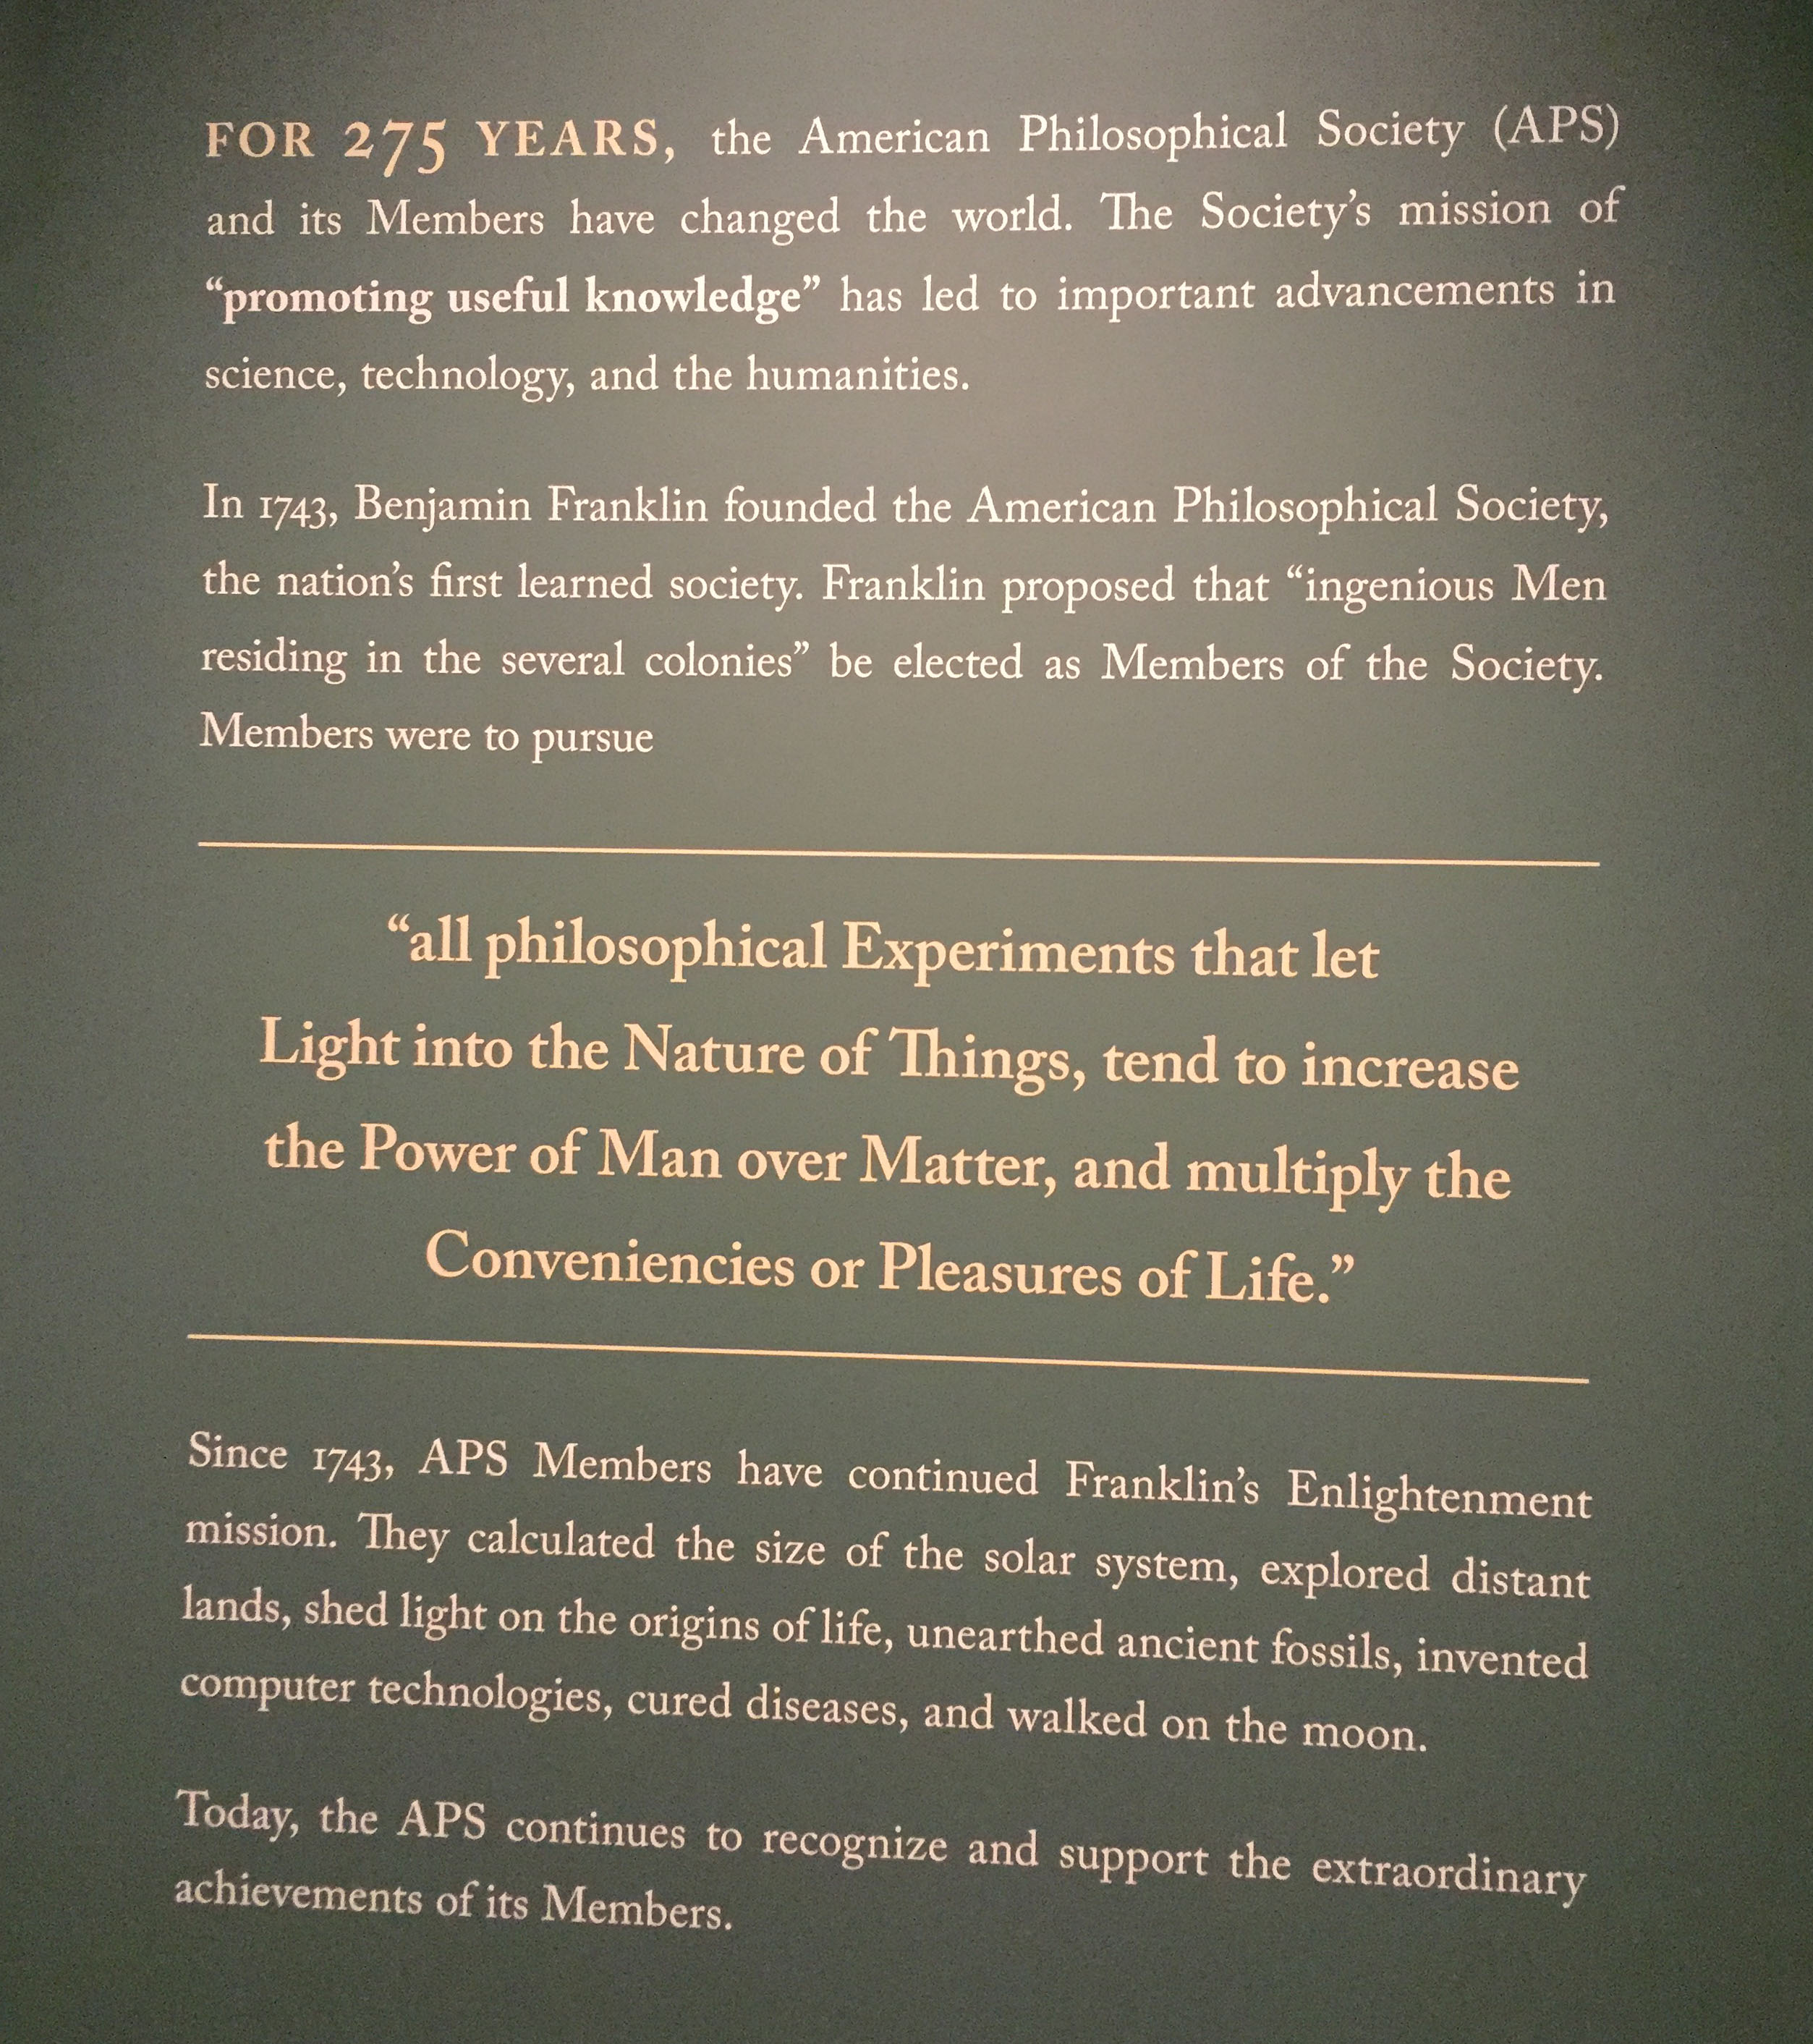 FOR 275 YEARS, the American Philosophical Society (APS)
and its Members have changed the world. The Society’s mission of
“promoting useful knowledge” has led to important advancements in
science, technology, and the humanities.
In 1743, Benjamin Franklin founded the American Philosophical Society,
the nation’s first learned society. Franklin proposed that “ingenious Men
residing in the several colonies” be elected as Members of the Society.
Members were to pursue
“all philosophical Experiments that let
Light into the Nature of Things, tend to increase
the Power of Man over Matter, and multiply the
Conveniencies or Pleasures of Life.”
Since 1743, APS Members have continued Franklin’s Enlightenment
mission. They calculated the size of the solar system, explored distant
lands, shed light on the origins of life, unearthed ancient fossils, invented
computer technologies, cured diseases, and walked on the moon.
Today, the APS continues to recognize and support the extraordinary
achievements of its Members.